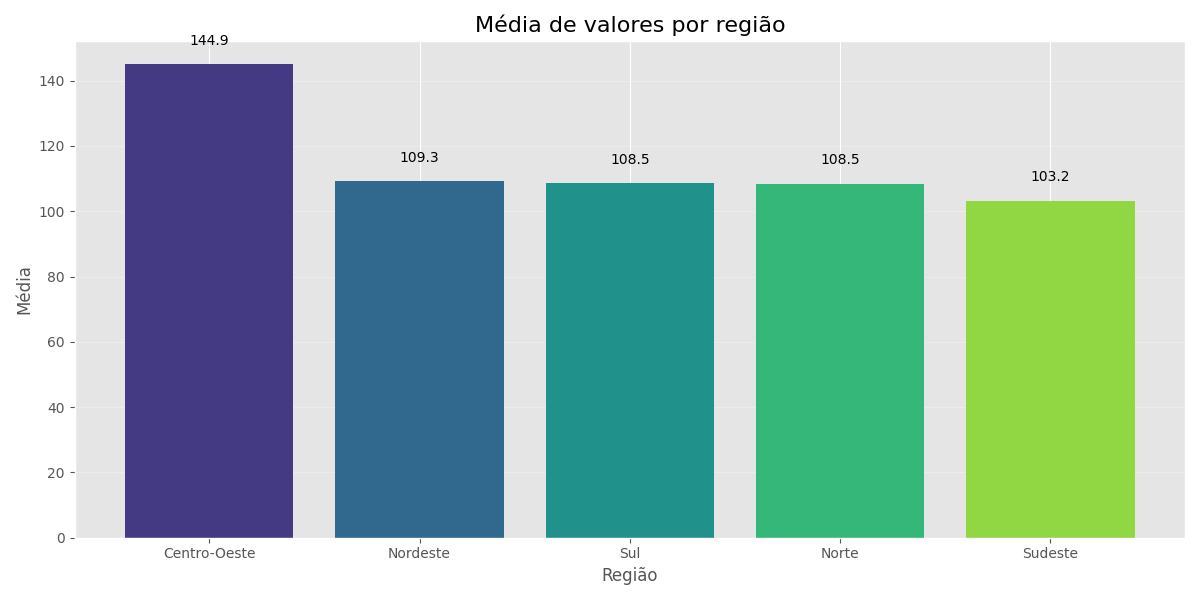 Média de valores por região
144.9
109.3
108.5
108.5
103.2
140
120
100
80
60
40
20
0
Média
Centro-Oeste
Nordeste
Sul
Norte
Sudeste
Região